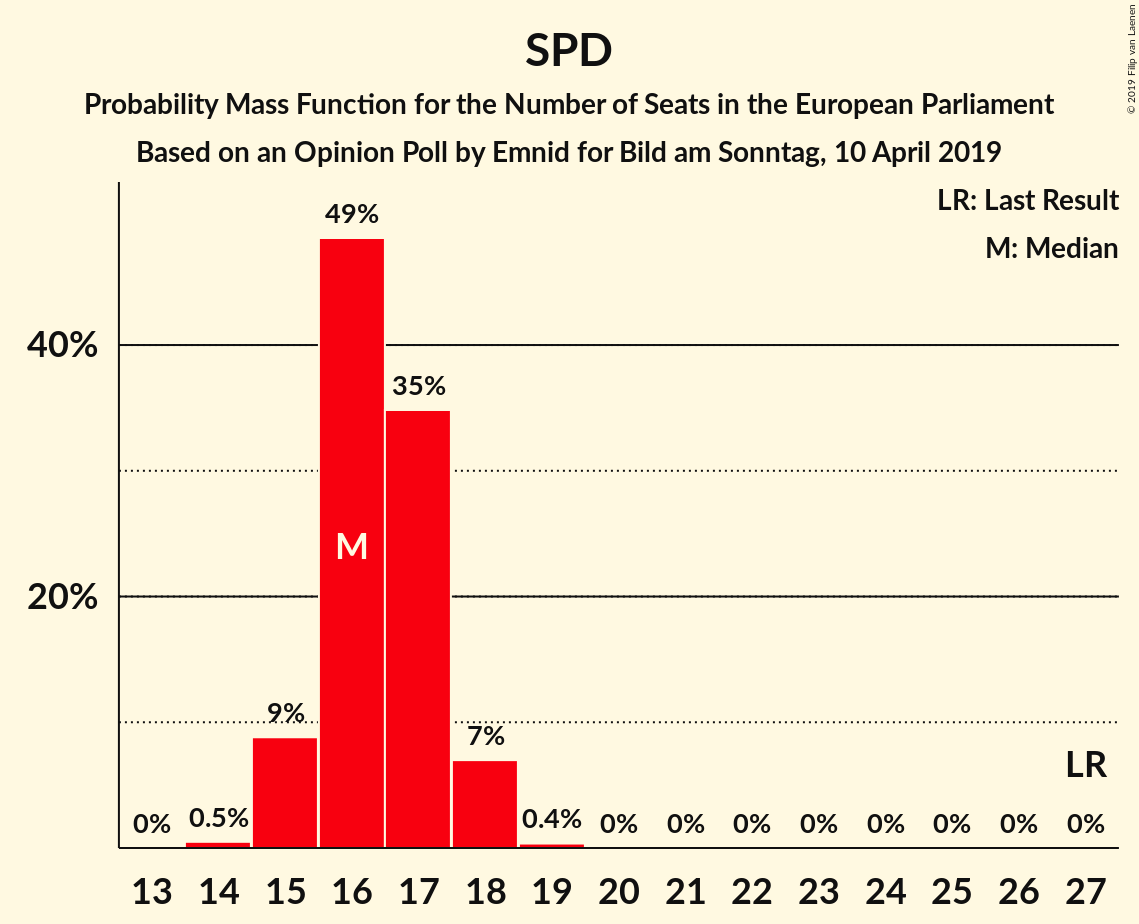 SPD
Probability Mass Function for the Number of Seats in the European Parliament
Based on an Opinion Poll by Emnid for Bild am Sonntag, 10 April 2019
© 2019 Filip van Laenen
LR: Last Result
M: Median
49%
40%
35%
M
20%
9%
7%
LR
0% 0.5% 0.4% 0% 0% 0% 0% 0% 0% 0% 0%
13 14 15 16 17 18 19 20 21 22 23 24 25 26 27